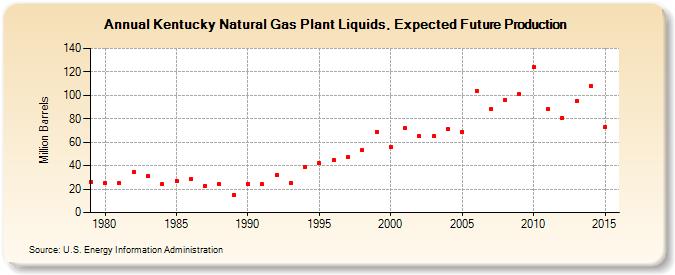 Annual Kentucky Natural Gas Plant Liquids, Expected Future Production
Million Barrels
140
120
100
80
60
40
20
0
1980 1985 1990 1995 2000 2005 2010 2015
Source: U.S. Energy Information Administration